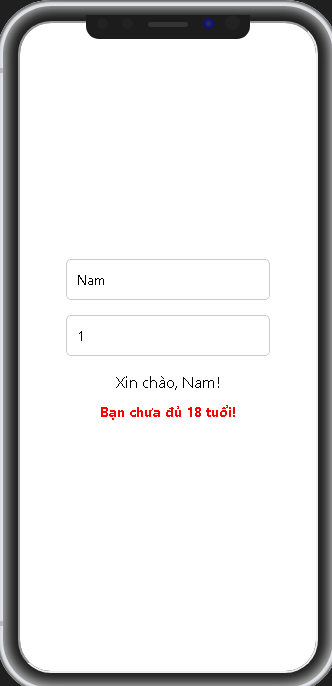 Nam
1
Xin chào, Nam!
Bạn chưa đủ 18 tuổi!